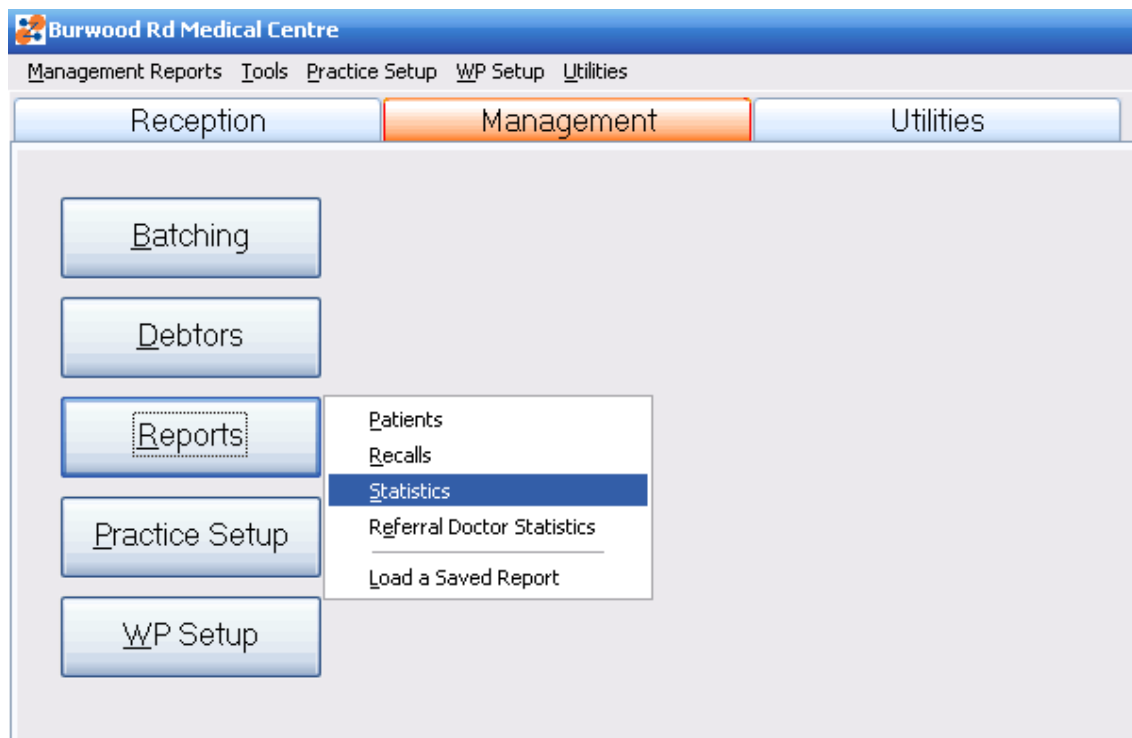 Burwood Rd Medical Centre
Management Reports Tools Practice Setup WP Setup Utilities
Reception Management Utilities
Batching
Debtors
Reports
Patients
Recalls
Statistics
Referral Doctor Statistics
Load a Saved Report
Practice Setup
WP Setup